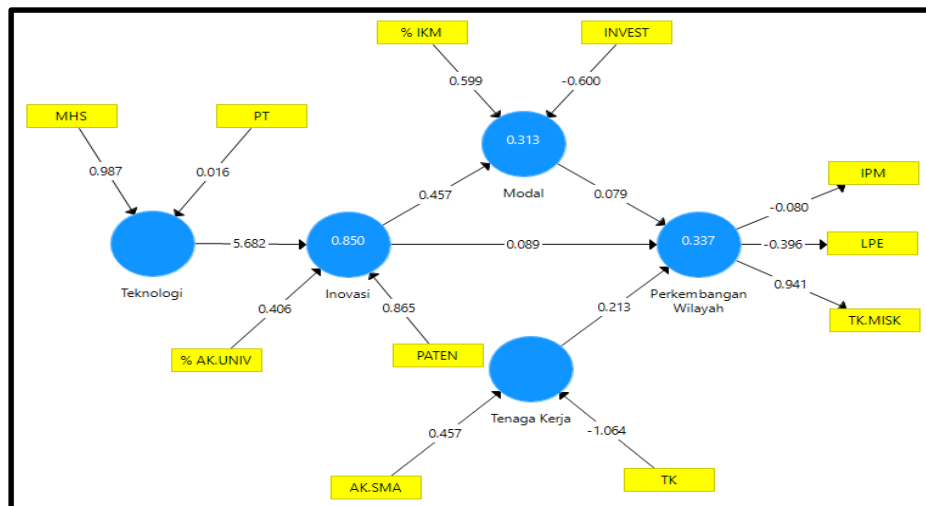 % IKM
INVEST
0.599
-0.600
MHS
PT
0.313
0.987
0.016
Modal
IPM
0.457
0.079
-0.080
5.682
0.850
0.089
0.337
-0.396
LPE
Teknologi
Inovasi
Perkembangan
Wilayah
0.941
0.406
0.865
0.213
TK.MISK
% AK.UNIV
PATEN
Tenaga Kerja
0.457
-1.064
AK.SMA
TK